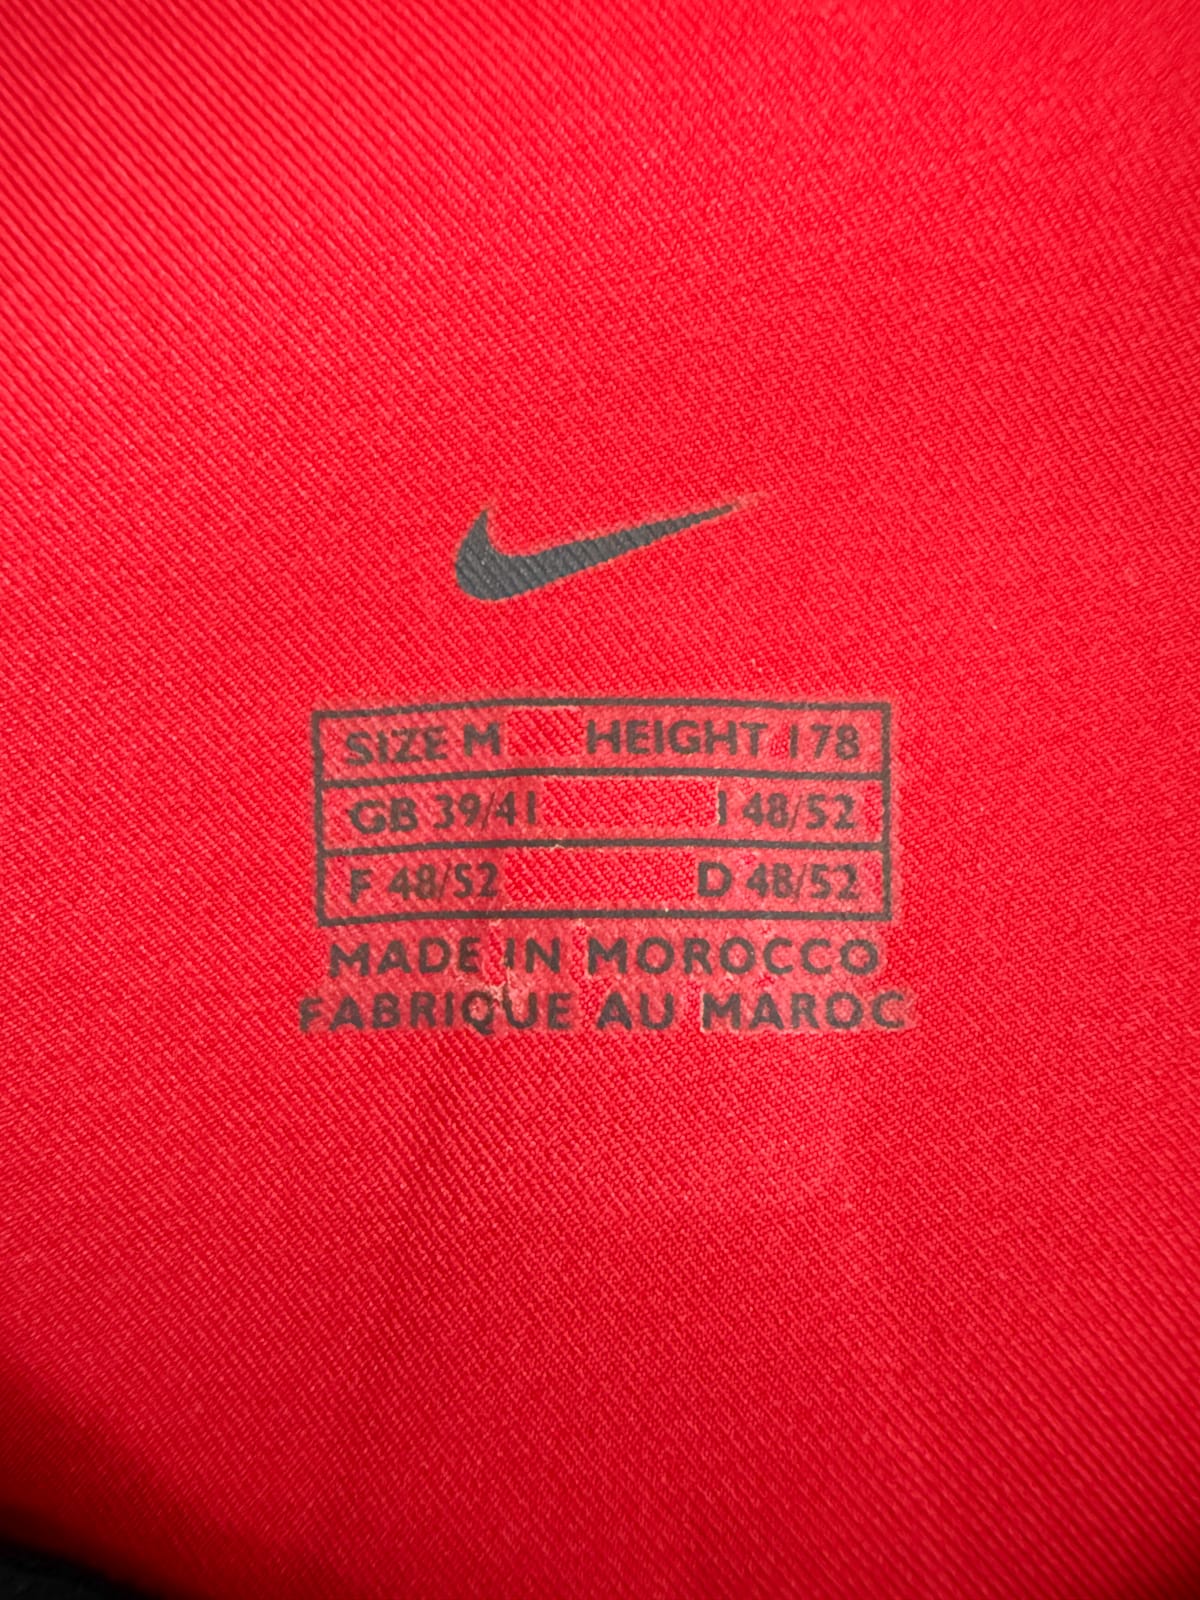 SIZE M HEIGHT 178
GB 39/41 I 48/52
F 48/52 D 48/52
MADE IN MOROCCO
FABRIQUE AU MAROC